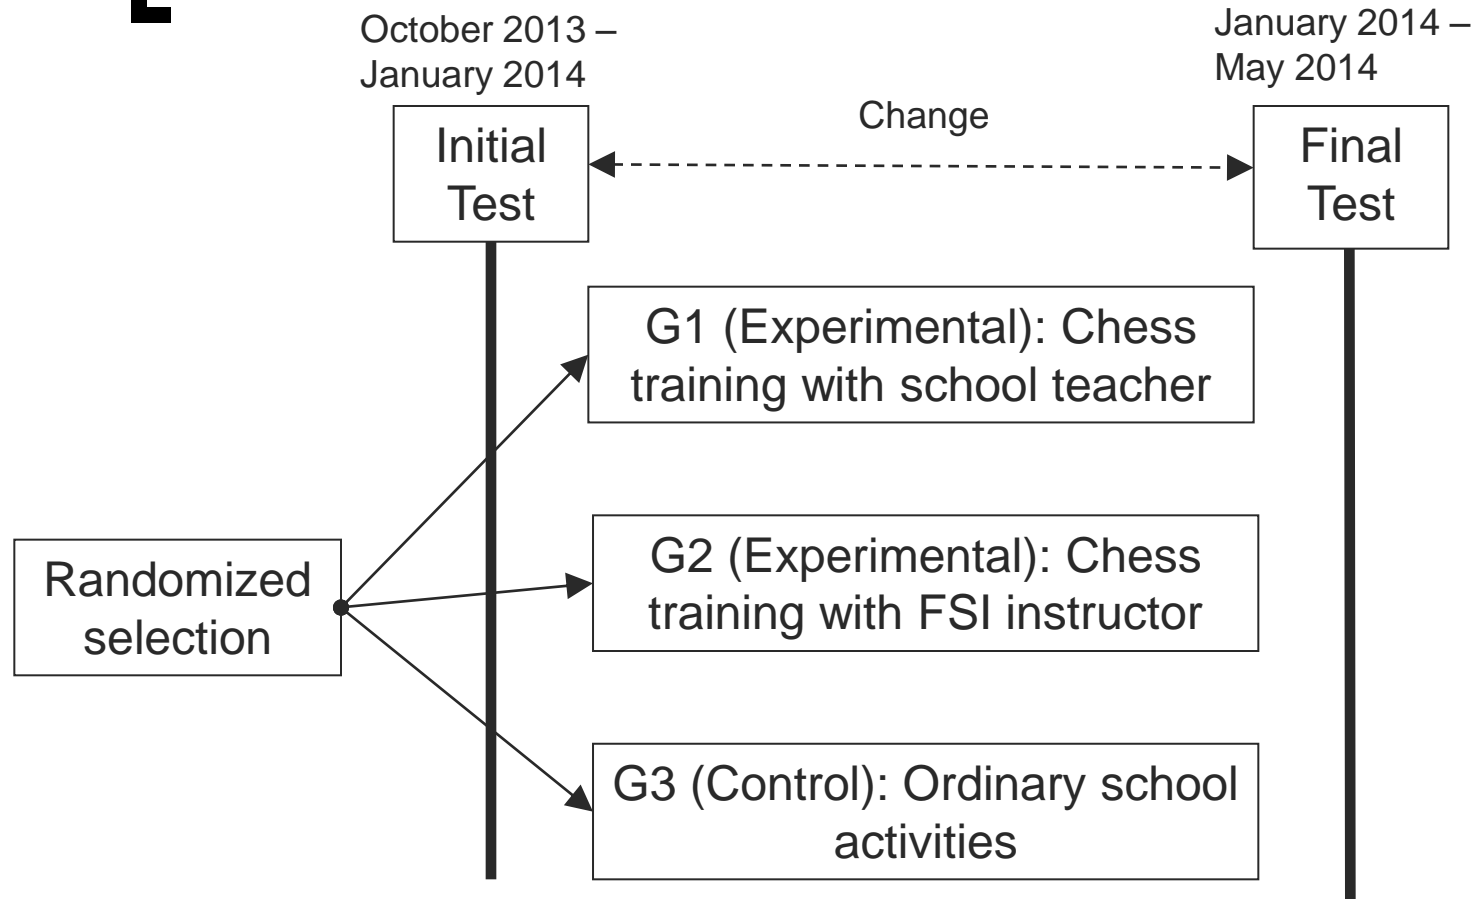 October 2013 –
January 2014
January 2014 –
May 2014
Change
Initial
Test
Final
Test
G1 (Experimental): Chess
training with school teacher
G2 (Experimental): Chess
training with FSI instructor
Randomized
selection
G3 (Control): Ordinary school
activities